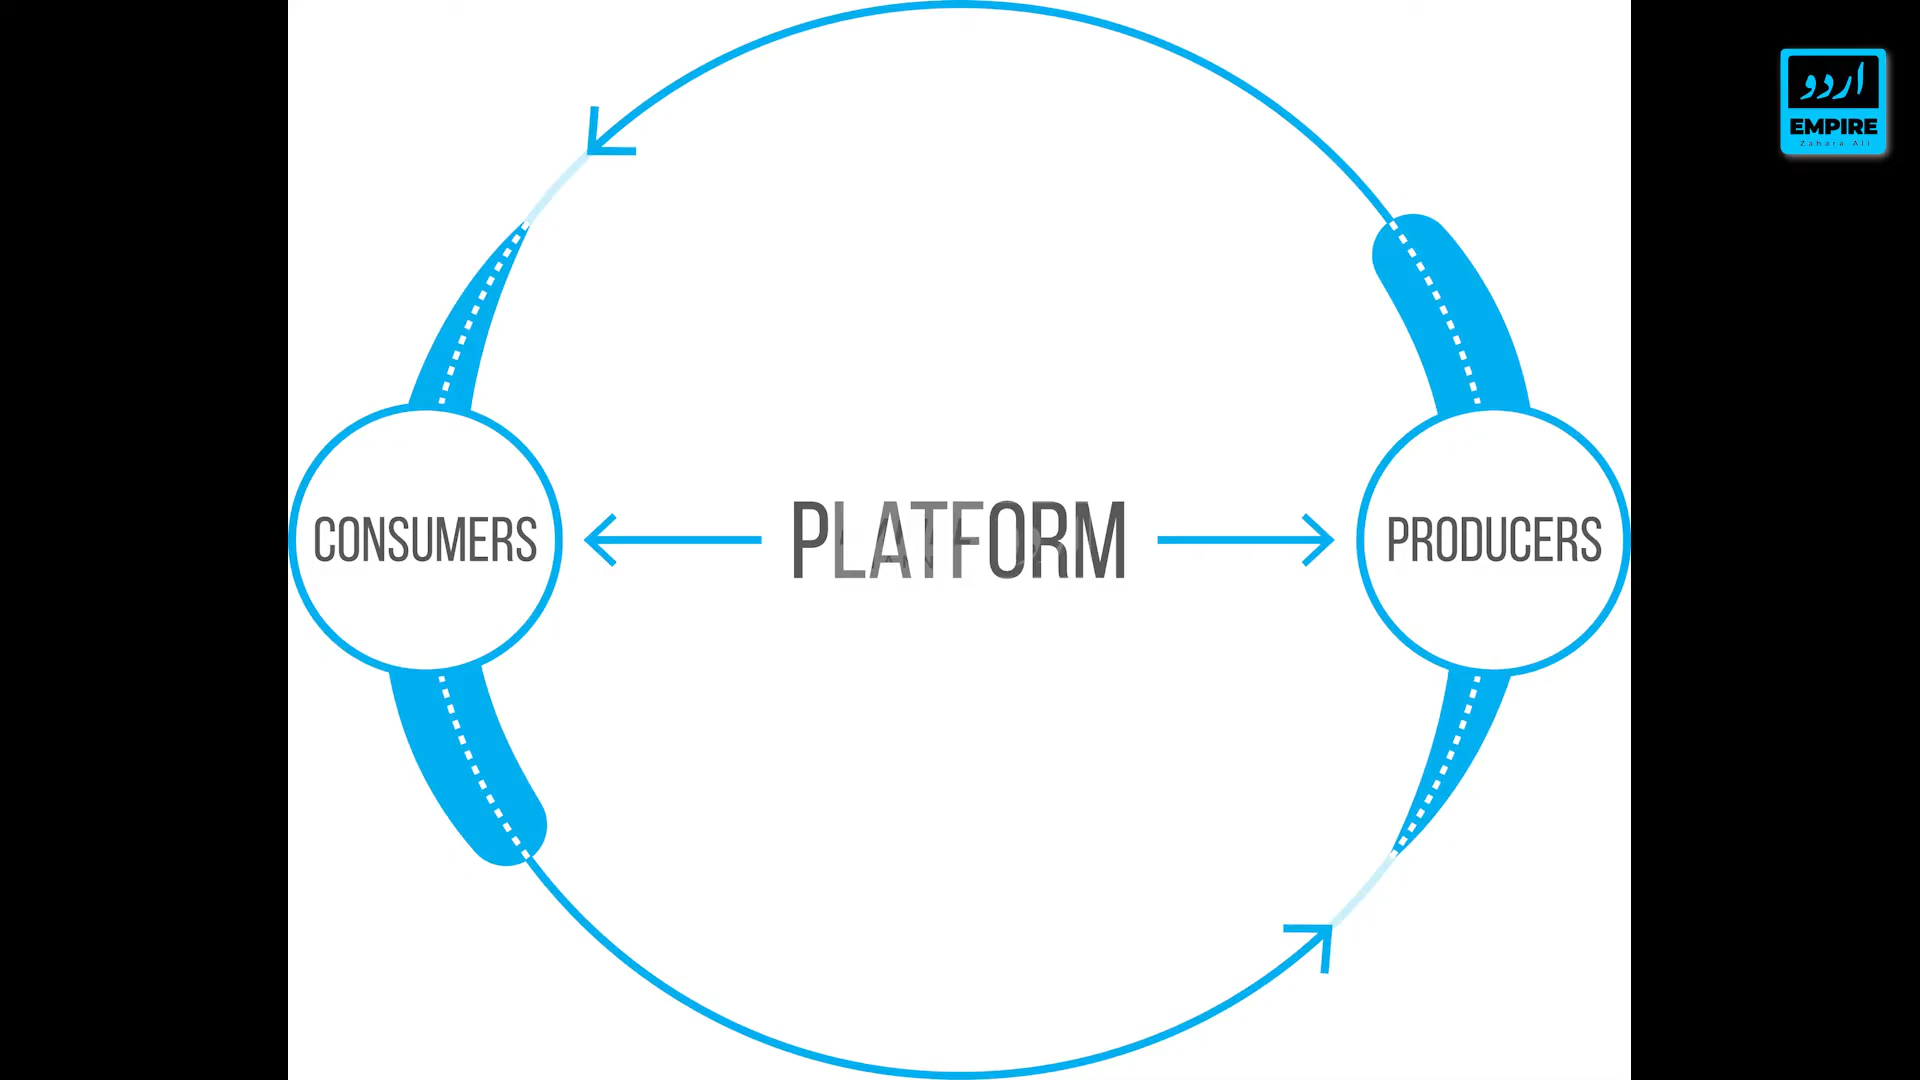 اردو
EMPIRE
Zahara Ali
CONSUMERS
PLATFORM
PRODUCERS